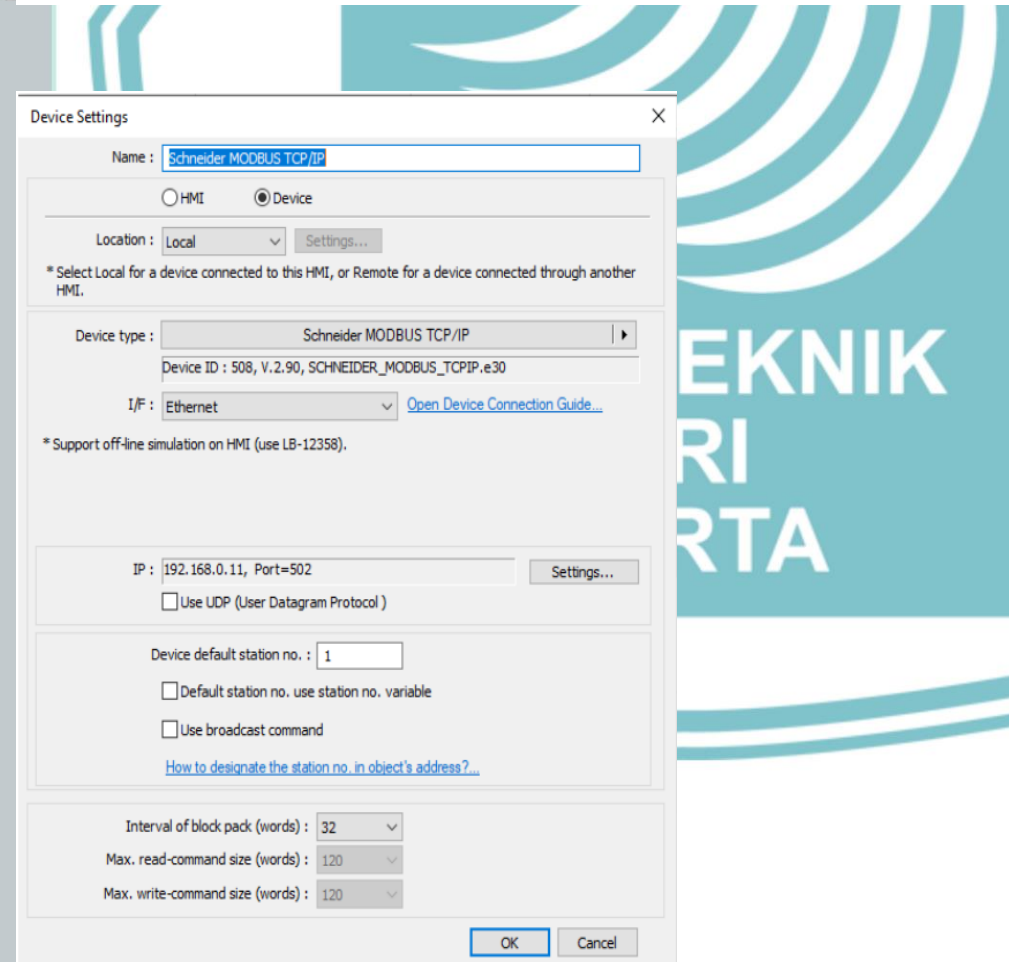 Device Settings
Name : Schneider MODBUS TCP/IP
HMI Device
Location : Local Settings...
* Select Local for a device connected to this HMI, or Remote for a device connected through another
HMI.
Device type : Schneider MODBUS TCP/IP
Device ID : 508, V.2.90, SCHNEIDER_MODBUS_TCPIP.e30
I/F : Ethernet Open Device Connection Guide...
* Support off-line simulation on HMI (use LB-12358).
IP : 192.168.0.11, Port=502 Settings...
Use UDP (User Datagram Protocol )
Device default station no. : 1
Default station no. use station no. variable
Use broadcast command
How to designate the station no. in object's address?...
Interval of block pack (words) : 32
Max. read-command size (words) : 120
Max. write-command size (words) : 120
OK Cancel
EKNIK
RI
RTA